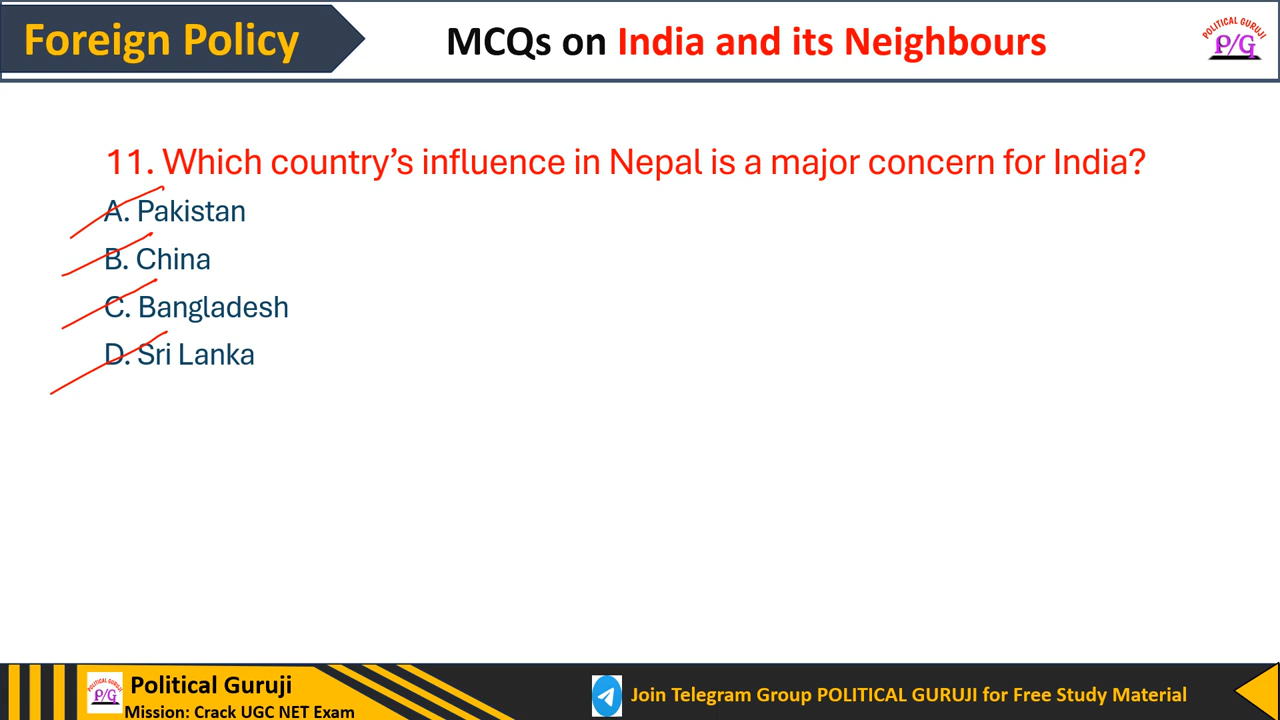 Foreign Policy
MCQs on India and its Neighbours
POLITICAL GURUJI
P/G
11. Which country’s influence in Nepal is a major concern for India?
A. Pakistan
B. China
C. Bangladesh
D. Sri Lanka
POLITICAL GURUJI
P/G
Political Guruji
Mission: Crack UGC NET Exam
Join Telegram Group POLITICAL GURUJI for Free Study Material